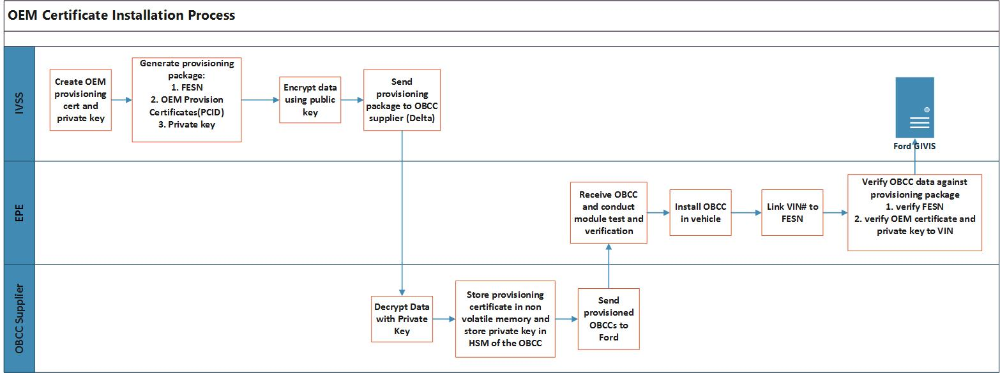 OEM Certificate Installation Process
IVSS
Create OEM
provisioning
cert and
private key
Generate provisioning
package:
1. FESN
2. OEM Provision
Certificates(PCID)
3. Private key
Encrypt data
using public
key
Send
provisioning
package to OBCC
supplier (Delta)
Ford GIVIS
EPE
Receive OBCC
and conduct
module test and
verification
Install OBCC
in vehicle
Link VIN# to
FESN
Verify OBCC data against
provisioning package
1. verify FESN
2. verify OEM certificate and
private key to VIN
OBCC Supplier
Decrypt Data
with Private
Key
Store provisioning
certificate in non
volatile memory and
store private key in
HSM of the OBCC
Send
provisioned
OBCCs to
Ford